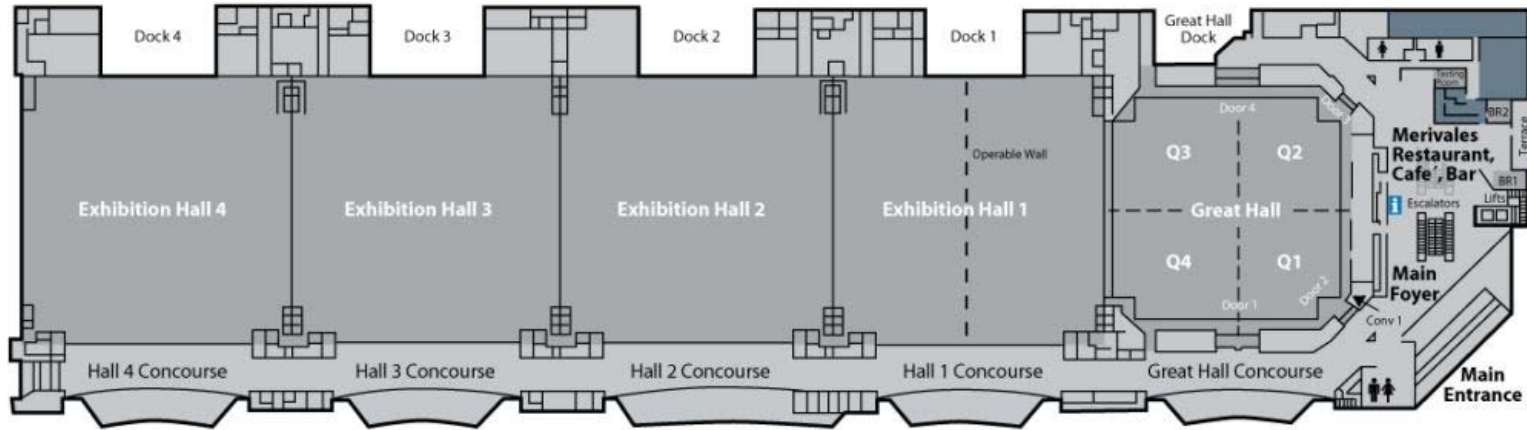 Dock 4
Dock 3
Dock 2
Dock 1
Great Hall
Dock
Tasting
Room
BR2
Terrace
Door 4
Door 3
Operable Wall
Q3
Q2
Merivales
Restaurant,
Cafe´, Bar
BR1
Exhibition Hall 4
Exhibition Hall 3
Exhibition Hall 2
Exhibition Hall 1
Great Hall
i
Escalators
Lifts
Q4
Q1
Main
Foyer
Door 1
Door 2
Conv 1
Hall 4 Concourse
Hall 3 Concourse
Hall 2 Concourse
Hall 1 Concourse
Great Hall Concourse
Main
Entrance